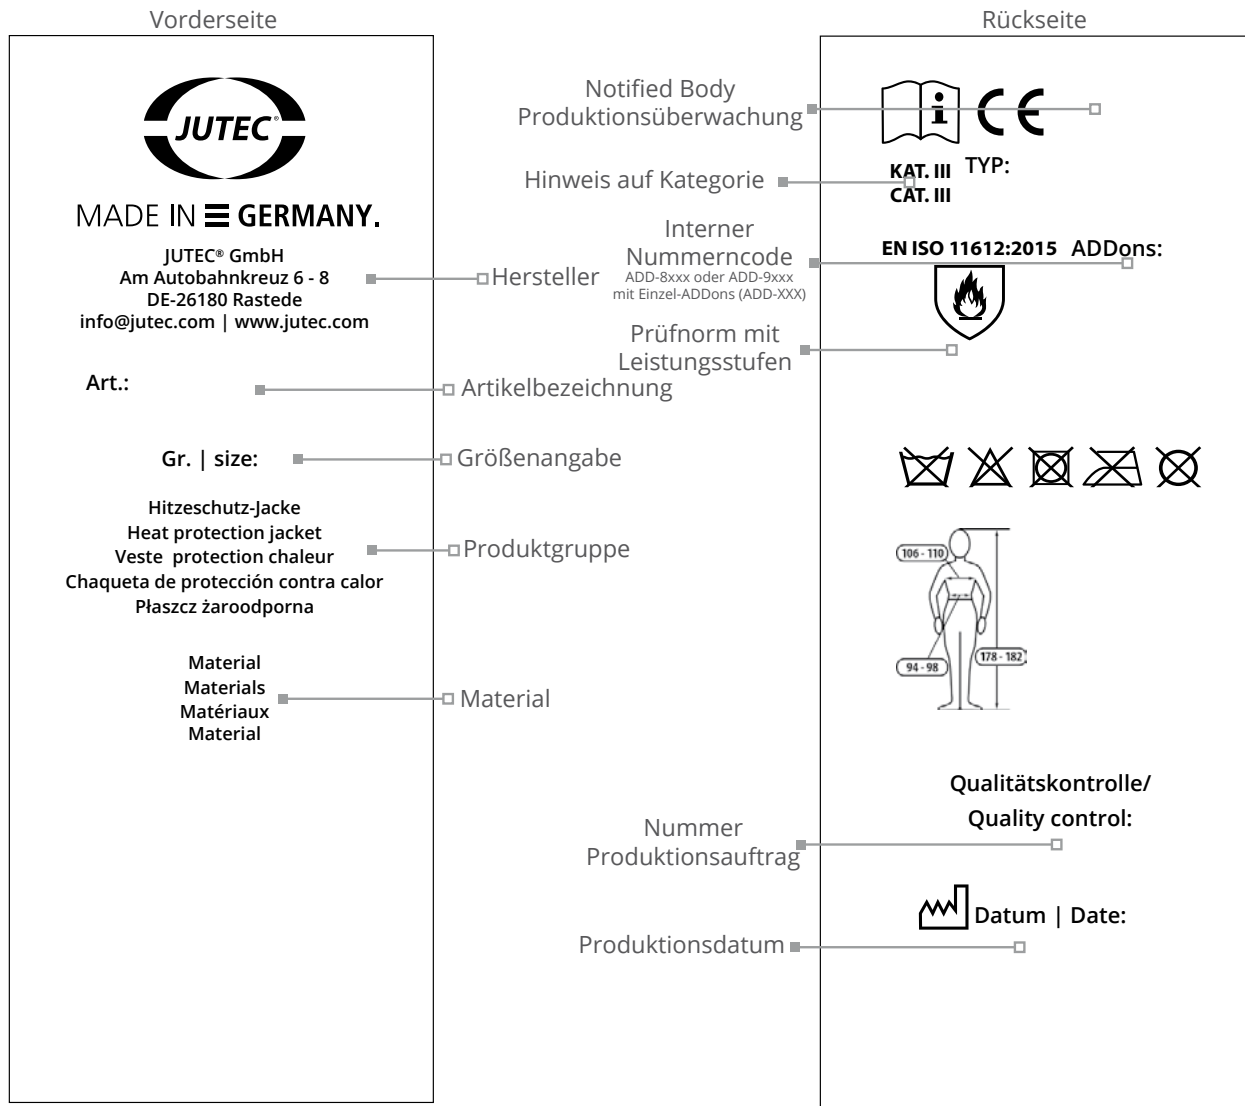 Vorderseite
JUTEC®
MADE IN GERMANY.
JUTEC® GmbH
Am Autobahnkreuz 6 - 8
DE-26180 Rastede
info@jutec.com | www.jutec.com
Art.:
Gr. | size:
Hitzeschutz-Jacke
Heat protection jacket
Veste protection chaleur
Chaqueta de protección contra calor
Płaszcz żaroodporna
Material
Materials
Matériaux
Material
Hersteller
Artikelbezeichnung
Größenangabe
Produktgruppe
Material
Notified Body
Produktionsüberwachung
Hinweis auf Kategorie
Interner
Nummerncode
ADD-8xxx oder ADD-9xxx
mit Einzel-ADDons (ADD-XXX)
Prüfnorm mit
Leistungsstufen
Nummer
Produktionsauftrag
Produktionsdatum
Rückseite
i
CE
KAT. III TYP:
CAT. III
EN ISO 11612:2015 ADDons:
106 - 110
94 - 98
178 - 182
Qualitätskontrolle/
Quality control:
Datum | Date: